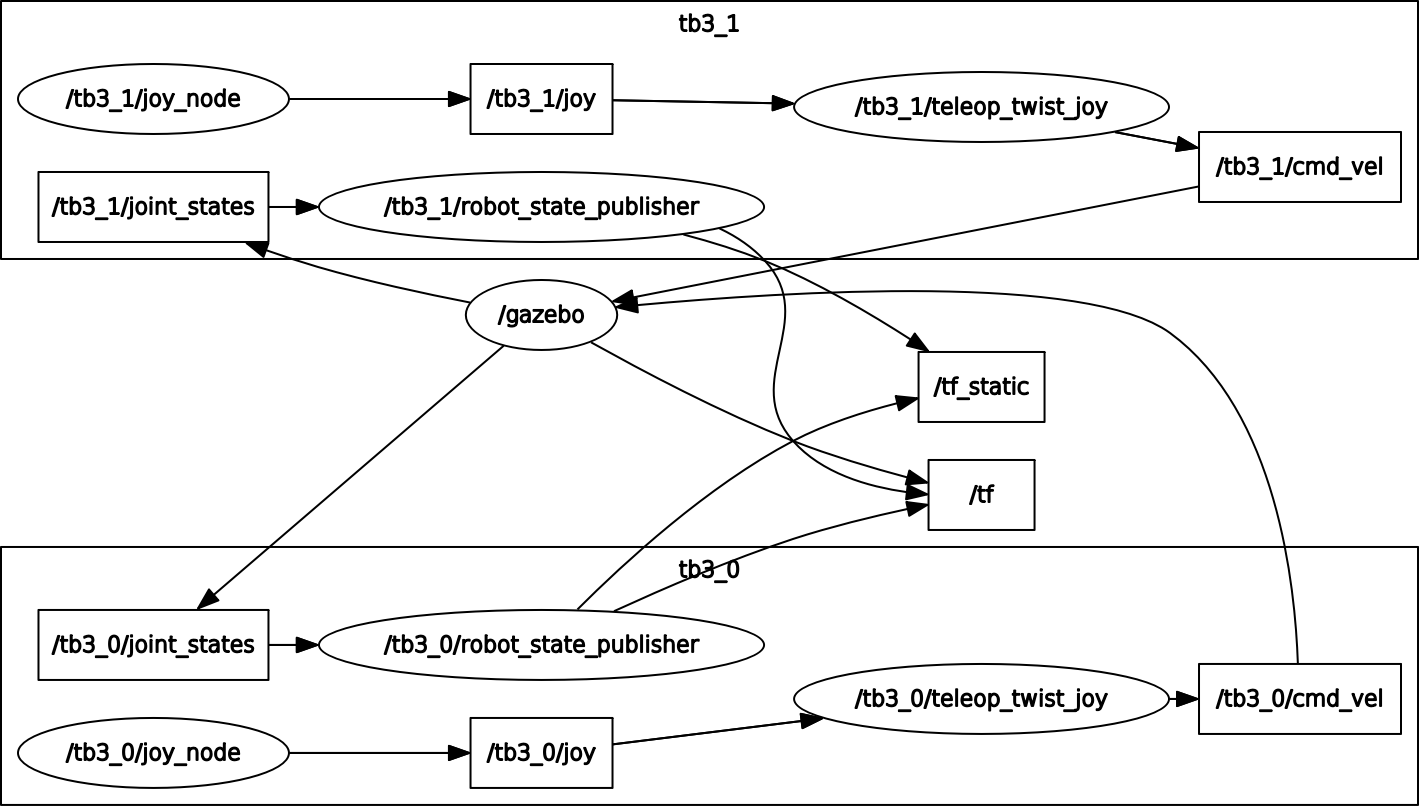 tb3_1
/tb3_1/joy_node
/tb3_1/joy
/tb3_1/teleop_twist_joy
/tb3_1/cmd_vel
/tb3_1/joint_states
/tb3_1/robot_state_publisher
/gazebo
/tf_static
/tf
tb3_0
/tb3_0/joint_states
/tb3_0/robot_state_publisher
/tb3_0/teleop_twist_joy
/tb3_0/cmd_vel
/tb3_0/joy_node
/tb3_0/joy